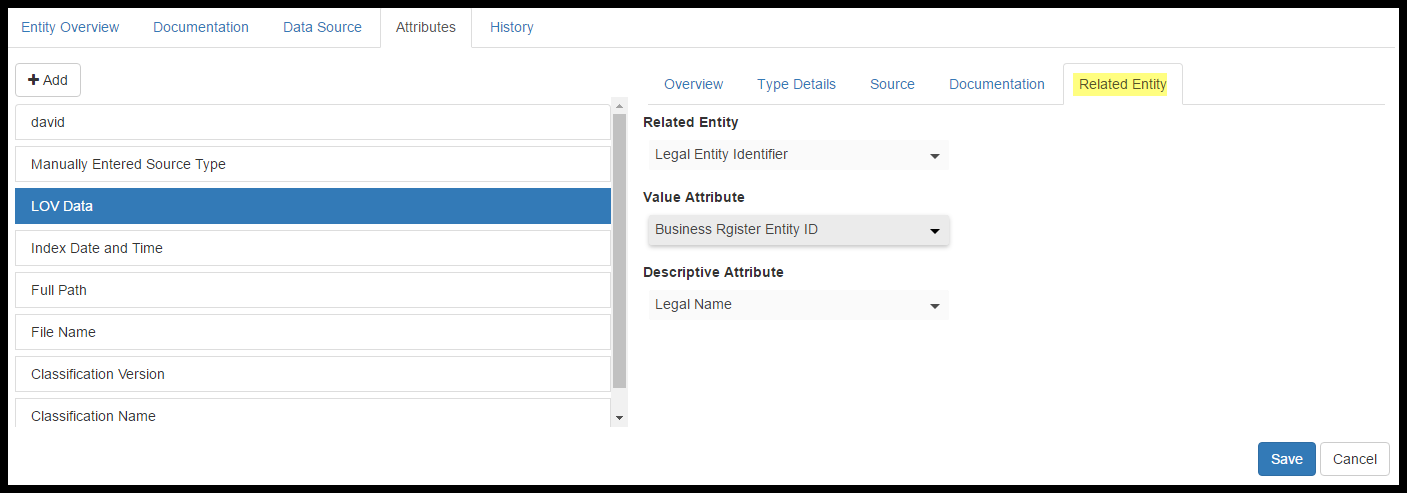 Entity Overview Documentation Data Source Attributes History
Add
david
Manually Entered Source Type
LOV Data
Index Date and Time
Full Path
File Name
Classification Version
Classification Name
Overview Type Details Source Documentation Related Entity
Related Entity
Legal Entity Identifier
Value Attribute
Business Rgister Entity ID
Descriptive Attribute
Legal Name
Save Cancel